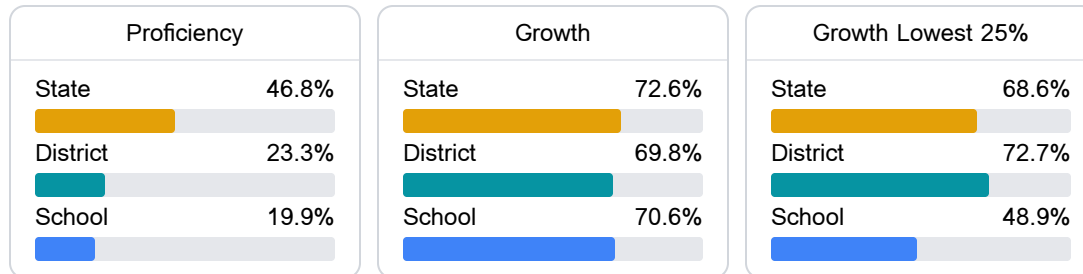 Proficiency
State 46.8%
District 23.3%
School 19.9%
Growth
State 72.6%
District 69.8%
School 70.6%
Growth Lowest 25%
State 68.6%
District 72.7%
School 48.9%